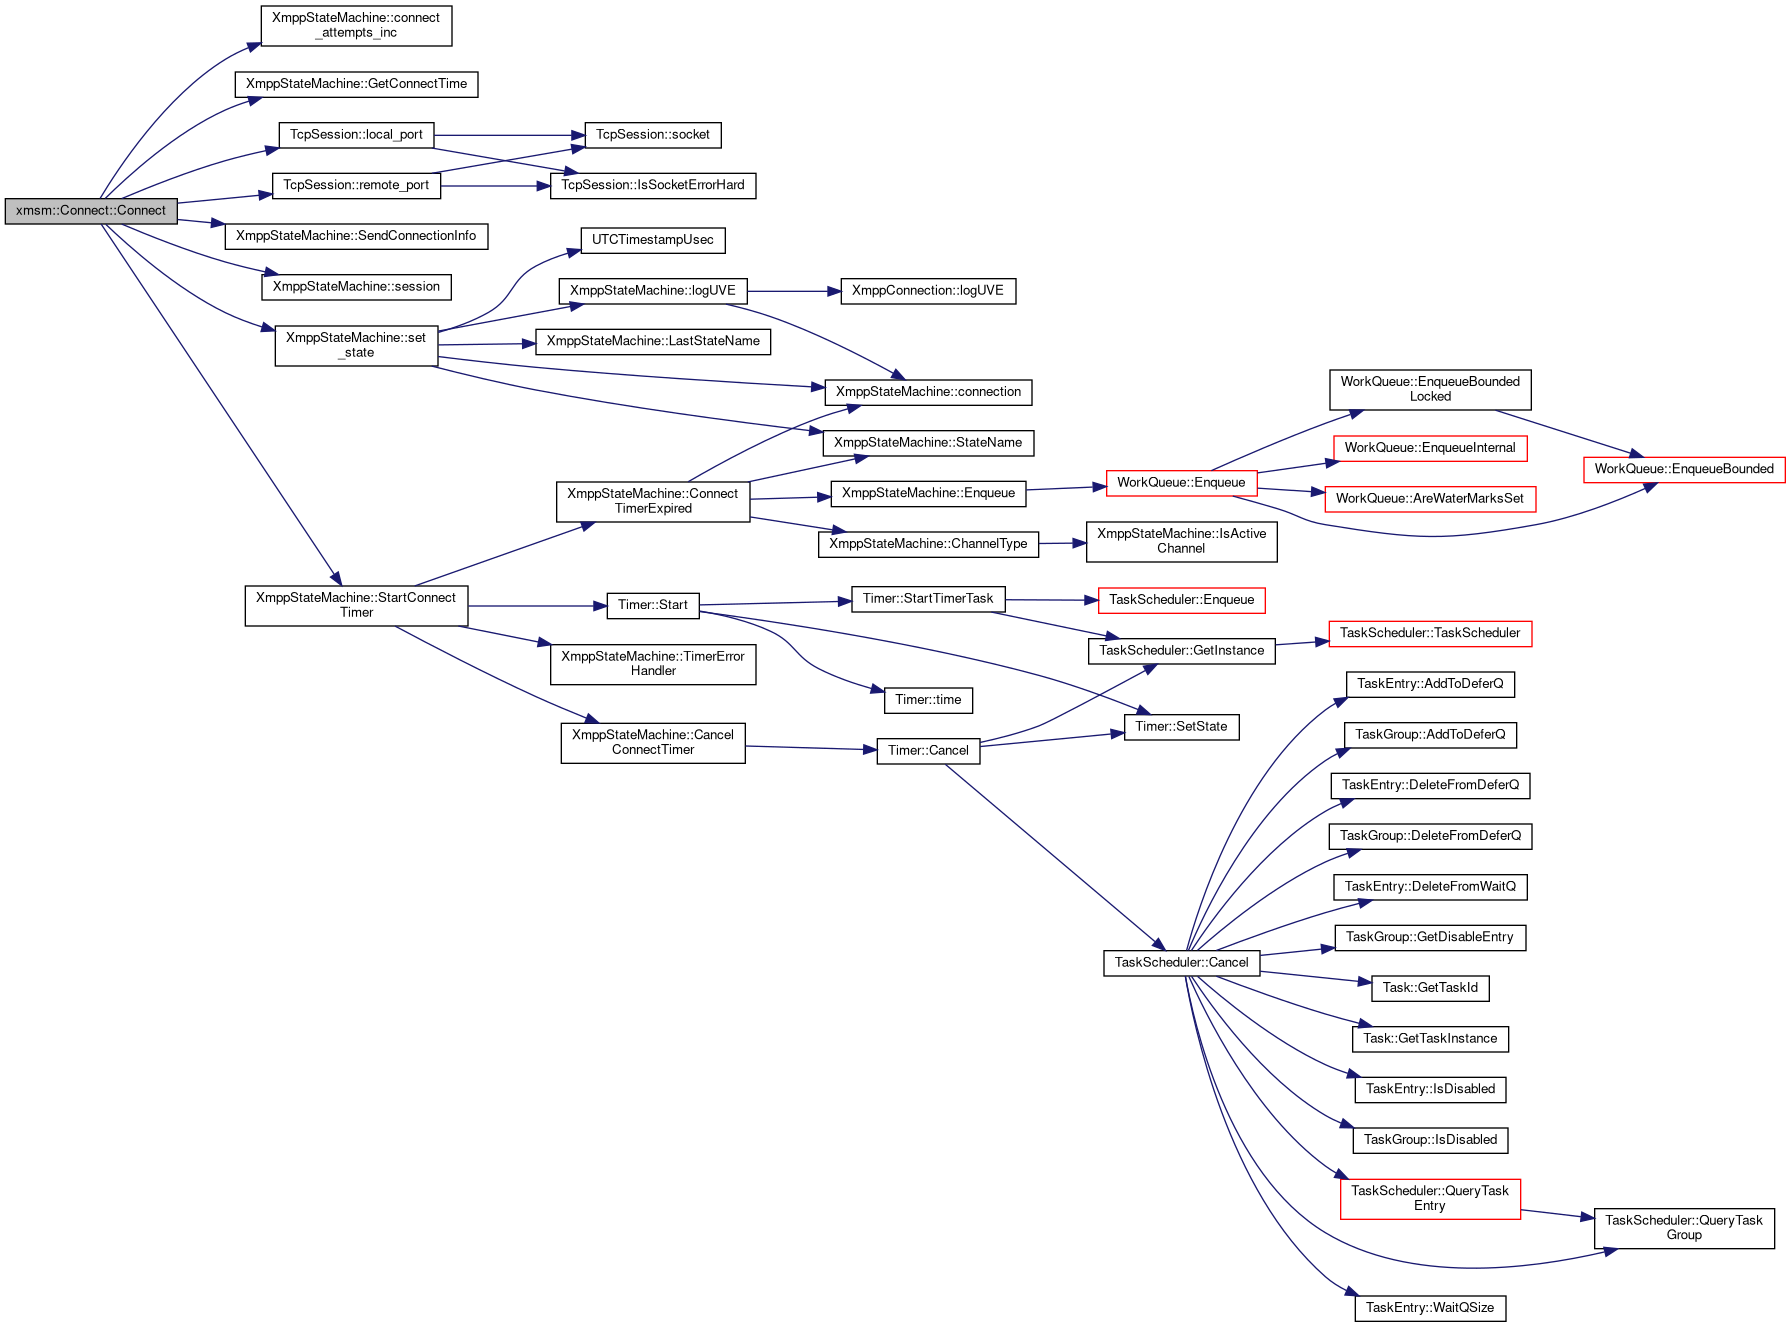 XmppStateMachine::connect
_attempts_inc
XmppStateMachine::GetConnectTime
TcpSession::local_port
TcpSession::socket
TcpSession::remote_port
TcpSession::IsSocketErrorHard
xmsm::Connect::Connect
XmppStateMachine::SendConnectionInfo
UTCTimestampUsec
XmppStateMachine::session
XmppStateMachine::logUVE
XmppConnection::logUVE
XmppStateMachine::set
_state
XmppStateMachine::LastStateName
XmppStateMachine::connection
WorkQueue::EnqueueBounded
Locked
XmppStateMachine::StateName
WorkQueue::EnqueueInternal
WorkQueue::EnqueueBounded
XmppStateMachine::Connect
TimerExpired
XmppStateMachine::Enqueue
WorkQueue::Enqueue
WorkQueue::AreWaterMarksSet
XmppStateMachine::ChannelType
XmppStateMachine::IsActive
Channel
XmppStateMachine::StartConnect
Timer
Timer::Start
Timer::StartTimerTask
TaskScheduler::Enqueue
TaskScheduler::GetInstance
TaskScheduler::TaskScheduler
XmppStateMachine::TimerError
Handler
Timer::time
TaskEntry::AddToDeferQ
XmppStateMachine::Cancel
ConnectTimer
Timer::Cancel
Timer::SetState
TaskGroup::AddToDeferQ
TaskEntry::DeleteFromDeferQ
TaskGroup::DeleteFromDeferQ
TaskEntry::DeleteFromWaitQ
TaskScheduler::Cancel
TaskGroup::GetDisableEntry
Task::GetTaskId
Task::GetTaskInstance
TaskEntry::IsDisabled
TaskGroup::IsDisabled
TaskScheduler::QueryTask
Entry
TaskScheduler::QueryTask
Group
TaskEntry::WaitQSize